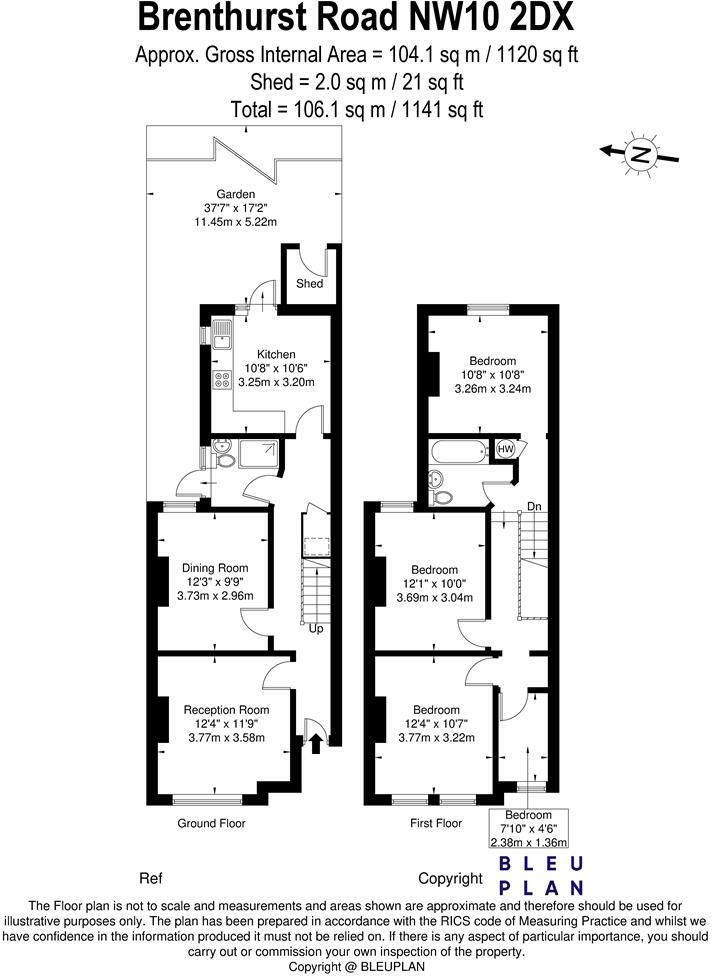 Brenthurst Road NW10 2DX
Approx. Gross Internal Area = 104.1 sq m / 1120 sq ft
Shed = 2.0 sq m / 21 sq ft
Total = 106.1 sq m / 1141 sq ft
N
Garden
37'7" x 17'2"
11.45m x 5.22m
Shed
Kitchen
10'8" x 10'6"
3.25m x 3.20m
Dining Room
12'3" x 9'9"
3.73m x 2.96m
Up
Reception Room
12'4" x 11'9"
3.77m x 3.58m
Ground Floor
Bedroom
10'8" x 10'8"
3.26m x 3.24m
HW
Dn
Bedroom
12'1" x 10'0"
3.69m x 3.04m
Bedroom
12'4" x 10'7"
3.77m x 3.22m
First Floor
Bedroom
7'10" x 4'6"
2.38m x 1.36m
Ref
Copyright
BLEU
PLAN
The Floor plan is not to scale and measurements and areas shown are approximate and therefore should be used for
illustrative purposes only. The plan has been prepared in accordance with the RICS code of Measuring Practice and whilst we
have confidence in the information produced it must not be relied on. If there is any aspect of particular importance, you should
carry out or commission your own inspection of the property.
Copyright @ BLEUPLAN